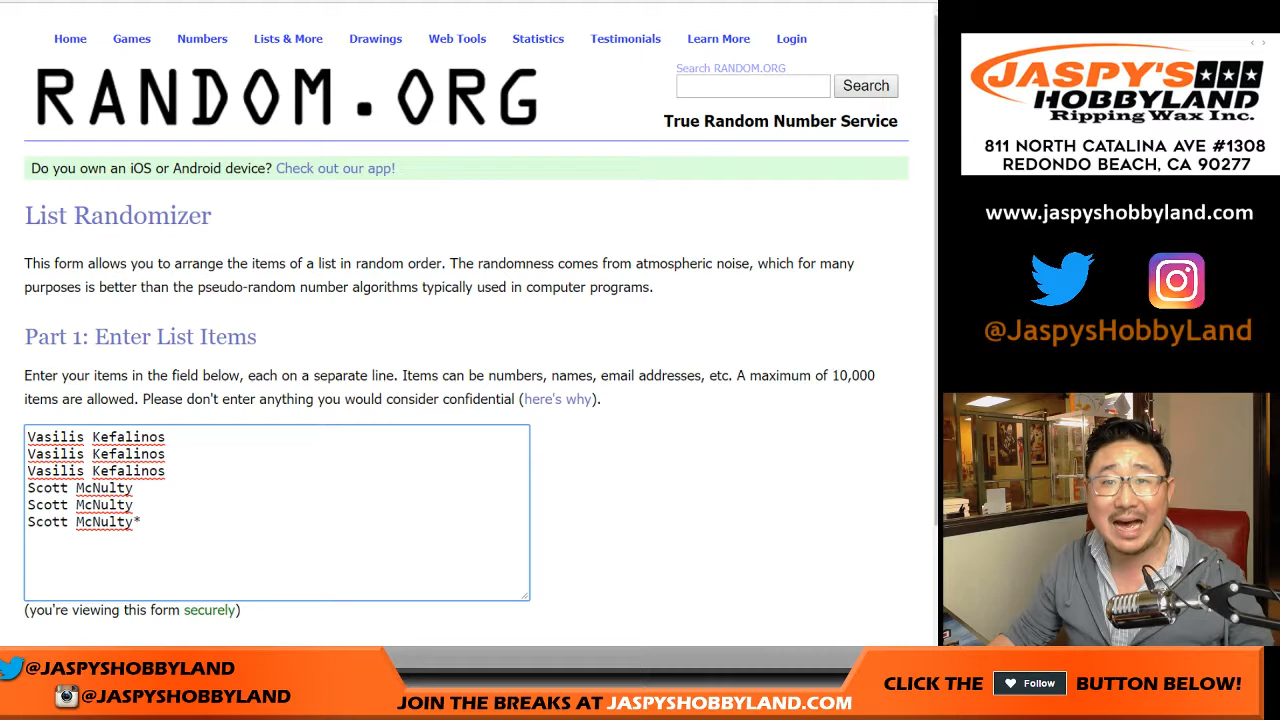 Home Games Numbers Lists & More Drawings Web Tools Statistics Testimonials Learn More Login
RANDOM.ORG
Search RANDOM.ORG
Search
True Random Number Service
Do you own an iOS or Android device? Check out our app!
List Randomizer
This form allows you to arrange the items of a list in random order. The randomness comes from atmospheric noise, which for many
purposes is better than the pseudo-random number algorithms typically used in computer programs.
Part 1: Enter List Items
Enter your items in the field below, each on a separate line. Items can be numbers, names, email addresses, etc. A maximum of 10,000
items are allowed. Please don't enter anything you would consider confidential (here's why).
Vasilis Kefalinos
Vasilis Kefalinos
Vasilis Kefalinos
Scott McNulty
Scott McNulty
Scott McNulty*
(you're viewing this form securely)
JASPY'S
HOBBYLAND
Ripping Wax Inc.
811 NORTH CATALINA AVE #1308
REDONDO BEACH, CA 90277
www.jaspyshobbyland.com
@JaspysHobbyLand
@JASPYSHOBBYLAND
@JASPYSHOBBYLAND
JOIN THE BREAKS AT JASPYSHOBBYLAND.COM
CLICK THE Follow BUTTON BELOW!